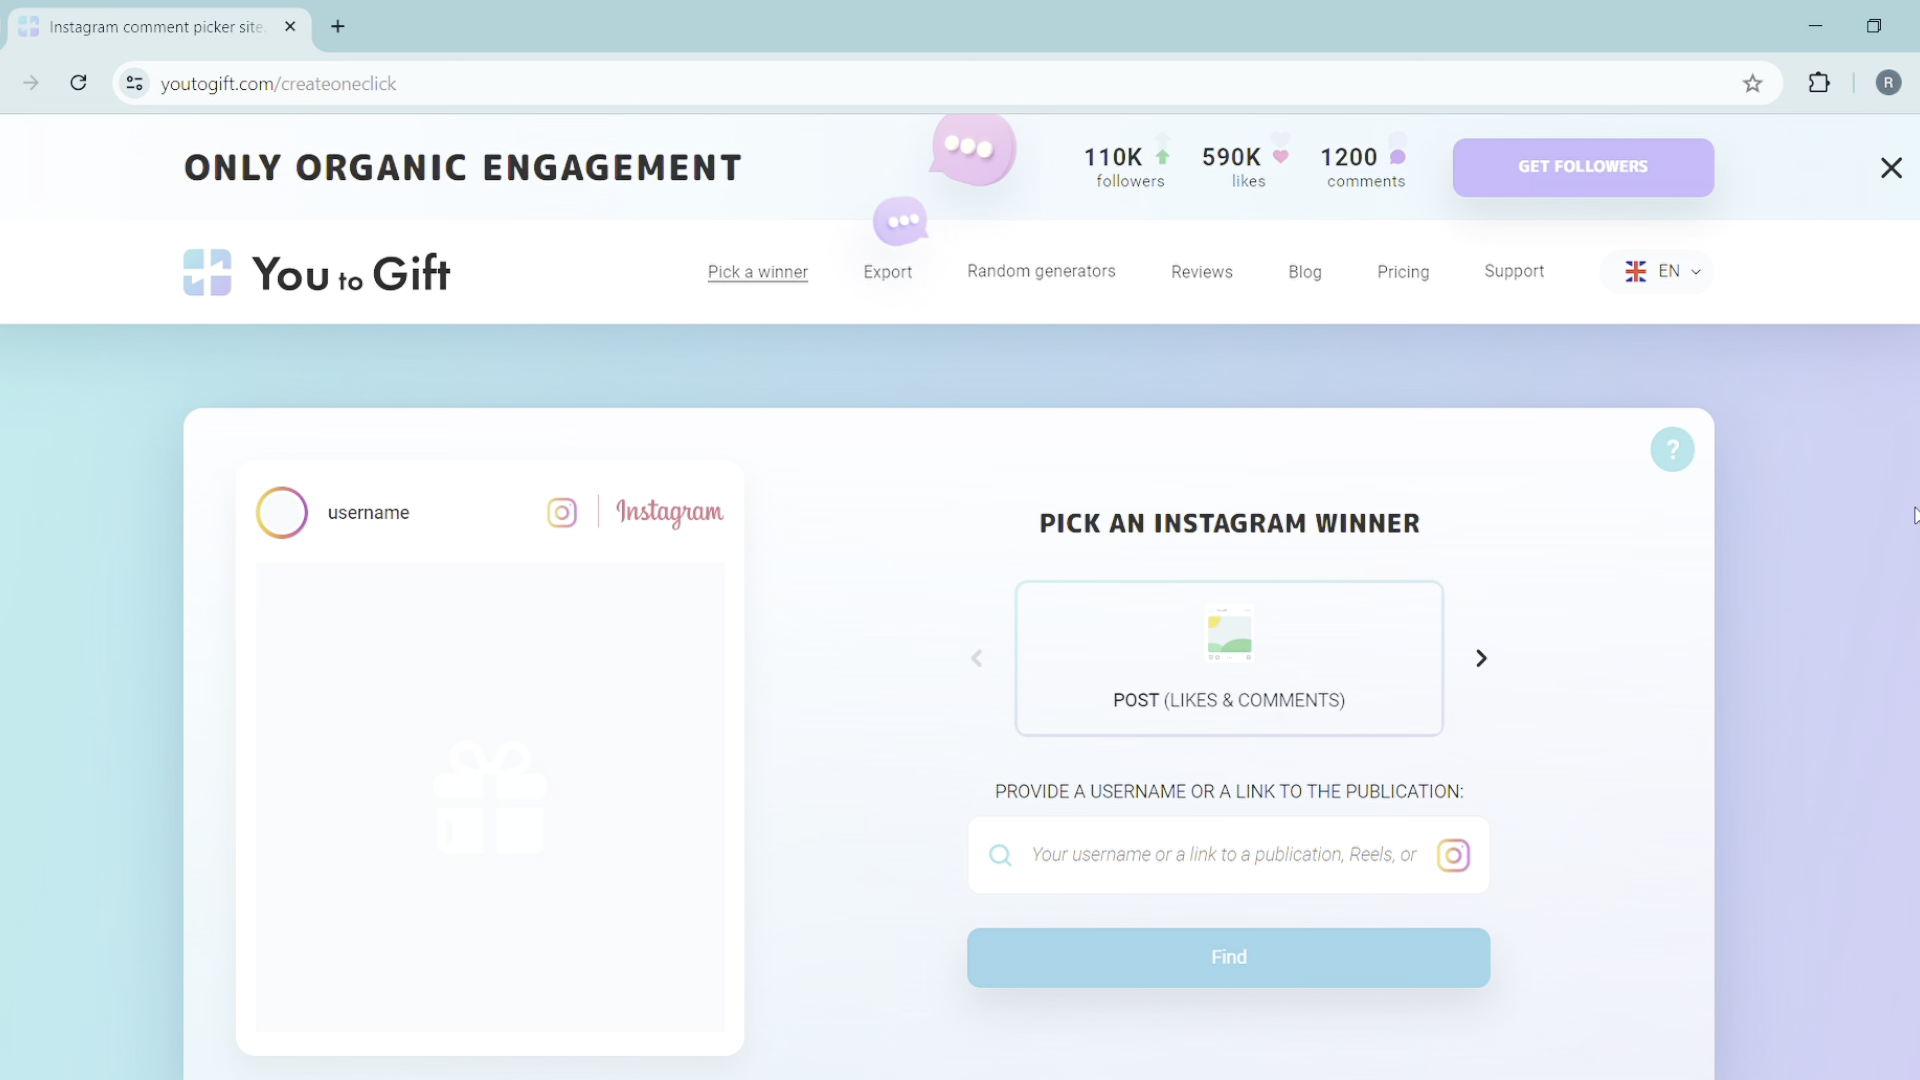 Instagram comment picker site
youtogift.com/createoneclick
R
ONLY ORGANIC ENGAGEMENT
110K
followers
590K
likes
1200
comments
GET FOLLOWERS
You to Gift
Pick a winner
Export
Random generators
Reviews
Blog
Pricing
Support
EN
?
username
Instagram
PICK AN INSTAGRAM WINNER
POST (LIKES & COMMENTS)
PROVIDE A USERNAME OR A LINK TO THE PUBLICATION:
Your username or a link to a publication, Reels, or
Find